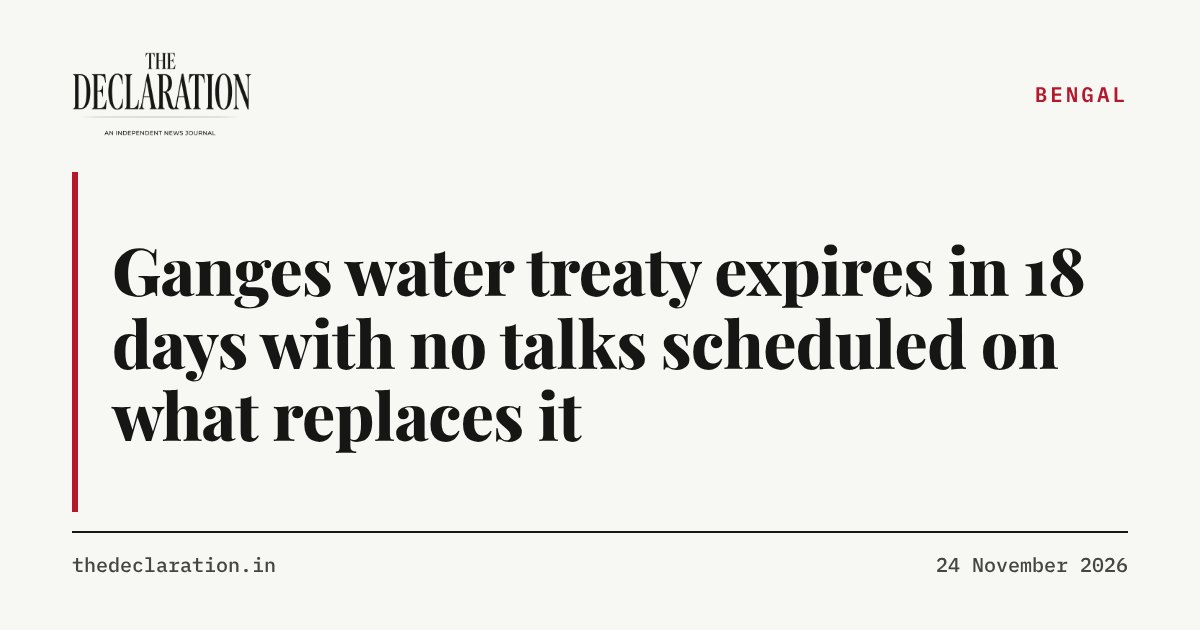 THE
DECLARATION
AN INDEPENDENT NEWS JOURNAL
BENGAL
Ganges water treaty expires in 18
days with no talks scheduled on
what replaces it
thedeclaration.in
24 November 2026